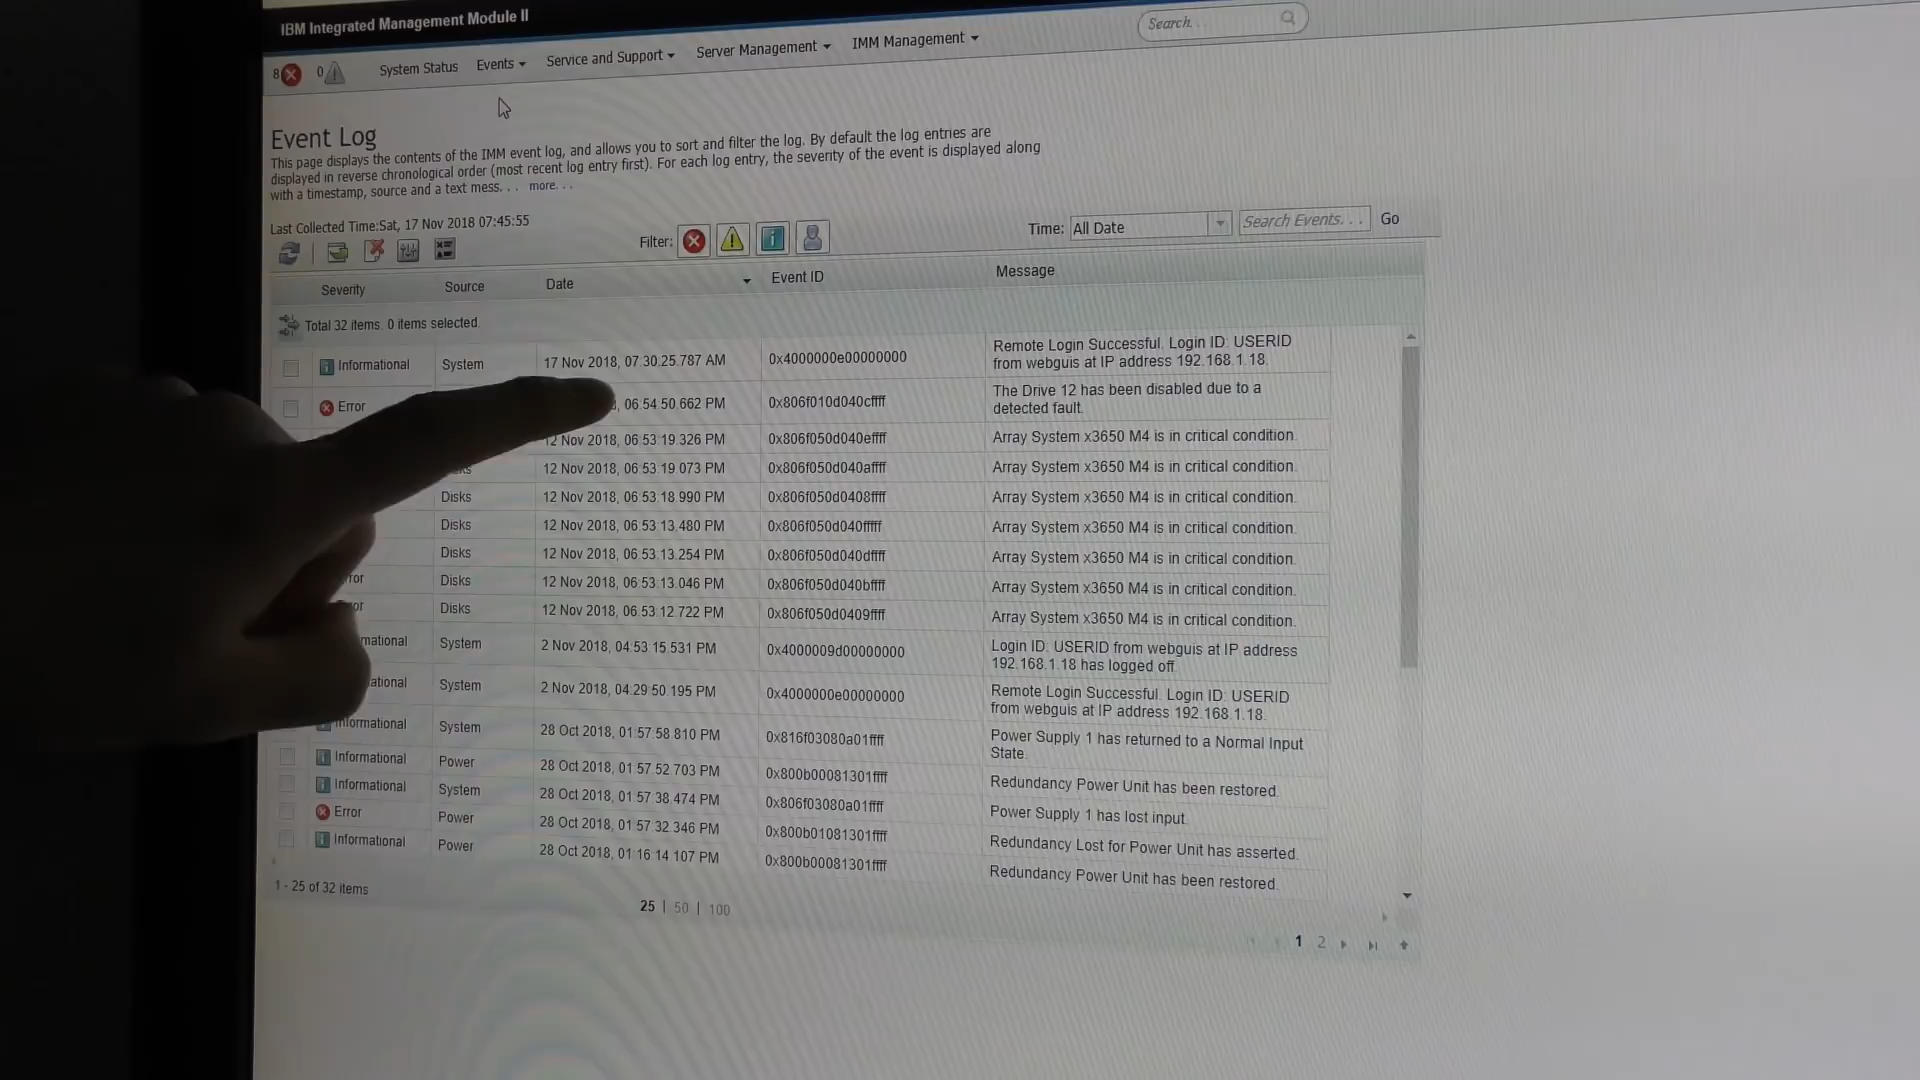 IBM Integrated Management Module II
Search...
8 0 System Status Events Service and Support Server Management IMM Management
Event Log
This page displays the contents of the IMM event log, and allows you to sort and filter the log. By default the log entries are
displayed in reverse chronological order (most recent log entry first). For each log entry, the severity of the event is displayed along
with a timestamp, source and a text mess. . . more. . .
Last Collected Time:Sat, 17 Nov 2018 07:45:55
Filter: Time: All Date Search Events. . . Go
Severity Source Date Event ID Message
Total 32 items. 0 items selected.
Informational System 17 Nov 2018, 07:30:25.787 AM 0x4000000e00000000 Remote Login Successful. Login ID: USERID
from webguis at IP address 192.168.1.18.
Error 06:54:50.662 PM 0x806f010d040cffff The Drive 12 has been disabled due to a
detected fault.
12 Nov 2018, 06:53:19.326 PM 0x806f050d040effff Array System x3650 M4 is in critical condition.
12 Nov 2018, 06:53:19.073 PM 0x806f050d040affff Array System x3650 M4 is in critical condition.
Disks 12 Nov 2018, 06:53:18.990 PM 0x806f050d0408ffff Array System x3650 M4 is in critical condition.
Disks 12 Nov 2018, 06:53:13.480 PM 0x806f050d040fffff Array System x3650 M4 is in critical condition.
Disks 12 Nov 2018, 06:53:13.254 PM 0x806f050d040dffff Array System x3650 M4 is in critical condition.
Disks 12 Nov 2018, 06:53:13.046 PM 0x806f050d040bffff Array System x3650 M4 is in critical condition.
Disks 12 Nov 2018, 06:53:12.722 PM 0x806f050d0409ffff Array System x3650 M4 is in critical condition.
System 2 Nov 2018, 04:53:15.531 PM 0x4000009d00000000 Login ID: USERID from webguis at IP address
192.168.1.18 has logged off.
System 2 Nov 2018, 04:29:50.195 PM 0x4000000e00000000 Remote Login Successful. Login ID: USERID
from webguis at IP address 192.168.1.18.
Informational System 28 Oct 2018, 01:57:58.810 PM 0x816f03080a01ffff Power Supply 1 has returned to a Normal Input
State.
Informational Power 28 Oct 2018, 01:57:52.703 PM 0x800b00081301ffff Redundancy Power Unit has been restored.
Informational System 28 Oct 2018, 01:57:38.474 PM 0x806f03080a01ffff Power Supply 1 has lost input.
Error Power 28 Oct 2018, 01:57:32.346 PM 0x800b01081301ffff Redundancy Lost for Power Unit has asserted.
Informational Power 28 Oct 2018, 01:16:14.107 PM 0x800b00081301ffff Redundancy Power Unit has been restored.
1 - 25 of 32 items
25 | 50 | 100
1 2